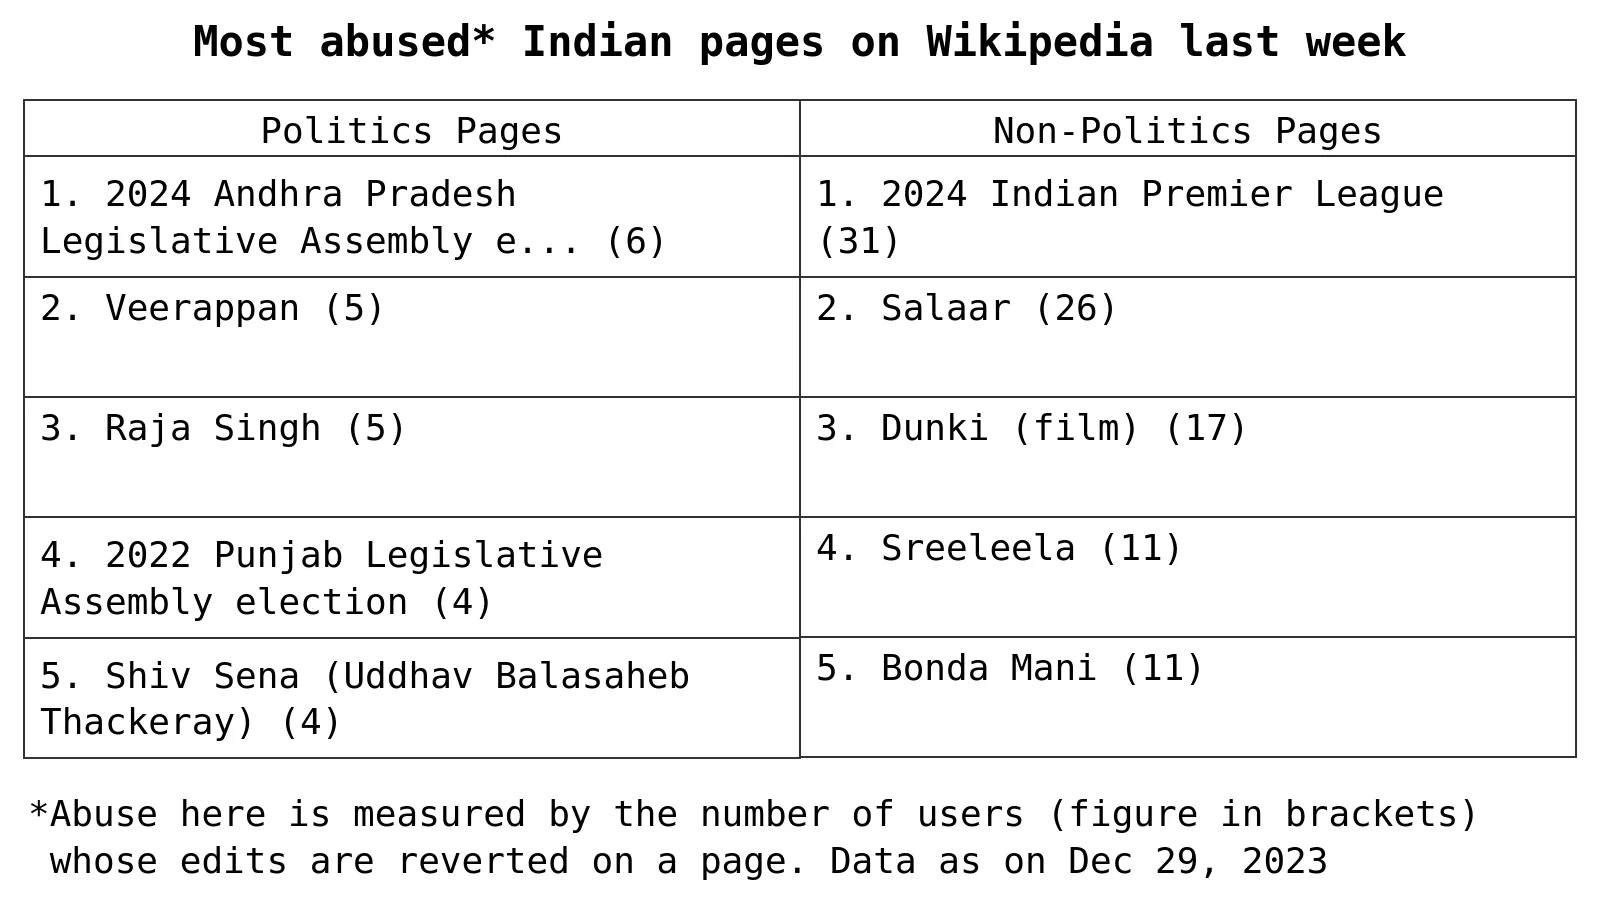 Most abused* Indian pages on Wikipedia last week
Politics Pages
Non-Politics Pages
1. 2024 Andhra Pradesh
Legislative Assembly e... (6)
1. 2024 Indian Premier League
(31)
2. Veerappan (5)
2. Salaar (26)
3. Raja Singh (5)
3. Dunki (film) (17)
4. 2022 Punjab Legislative
Assembly election (4)
4. Sreeleela (11)
5. Shiv Sena (Uddhav Balasaheb
Thackeray) (4)
5. Bonda Mani (11)
*Abuse here is measured by the number of users (figure in brackets)
whose edits are reverted on a page. Data as on Dec 29, 2023